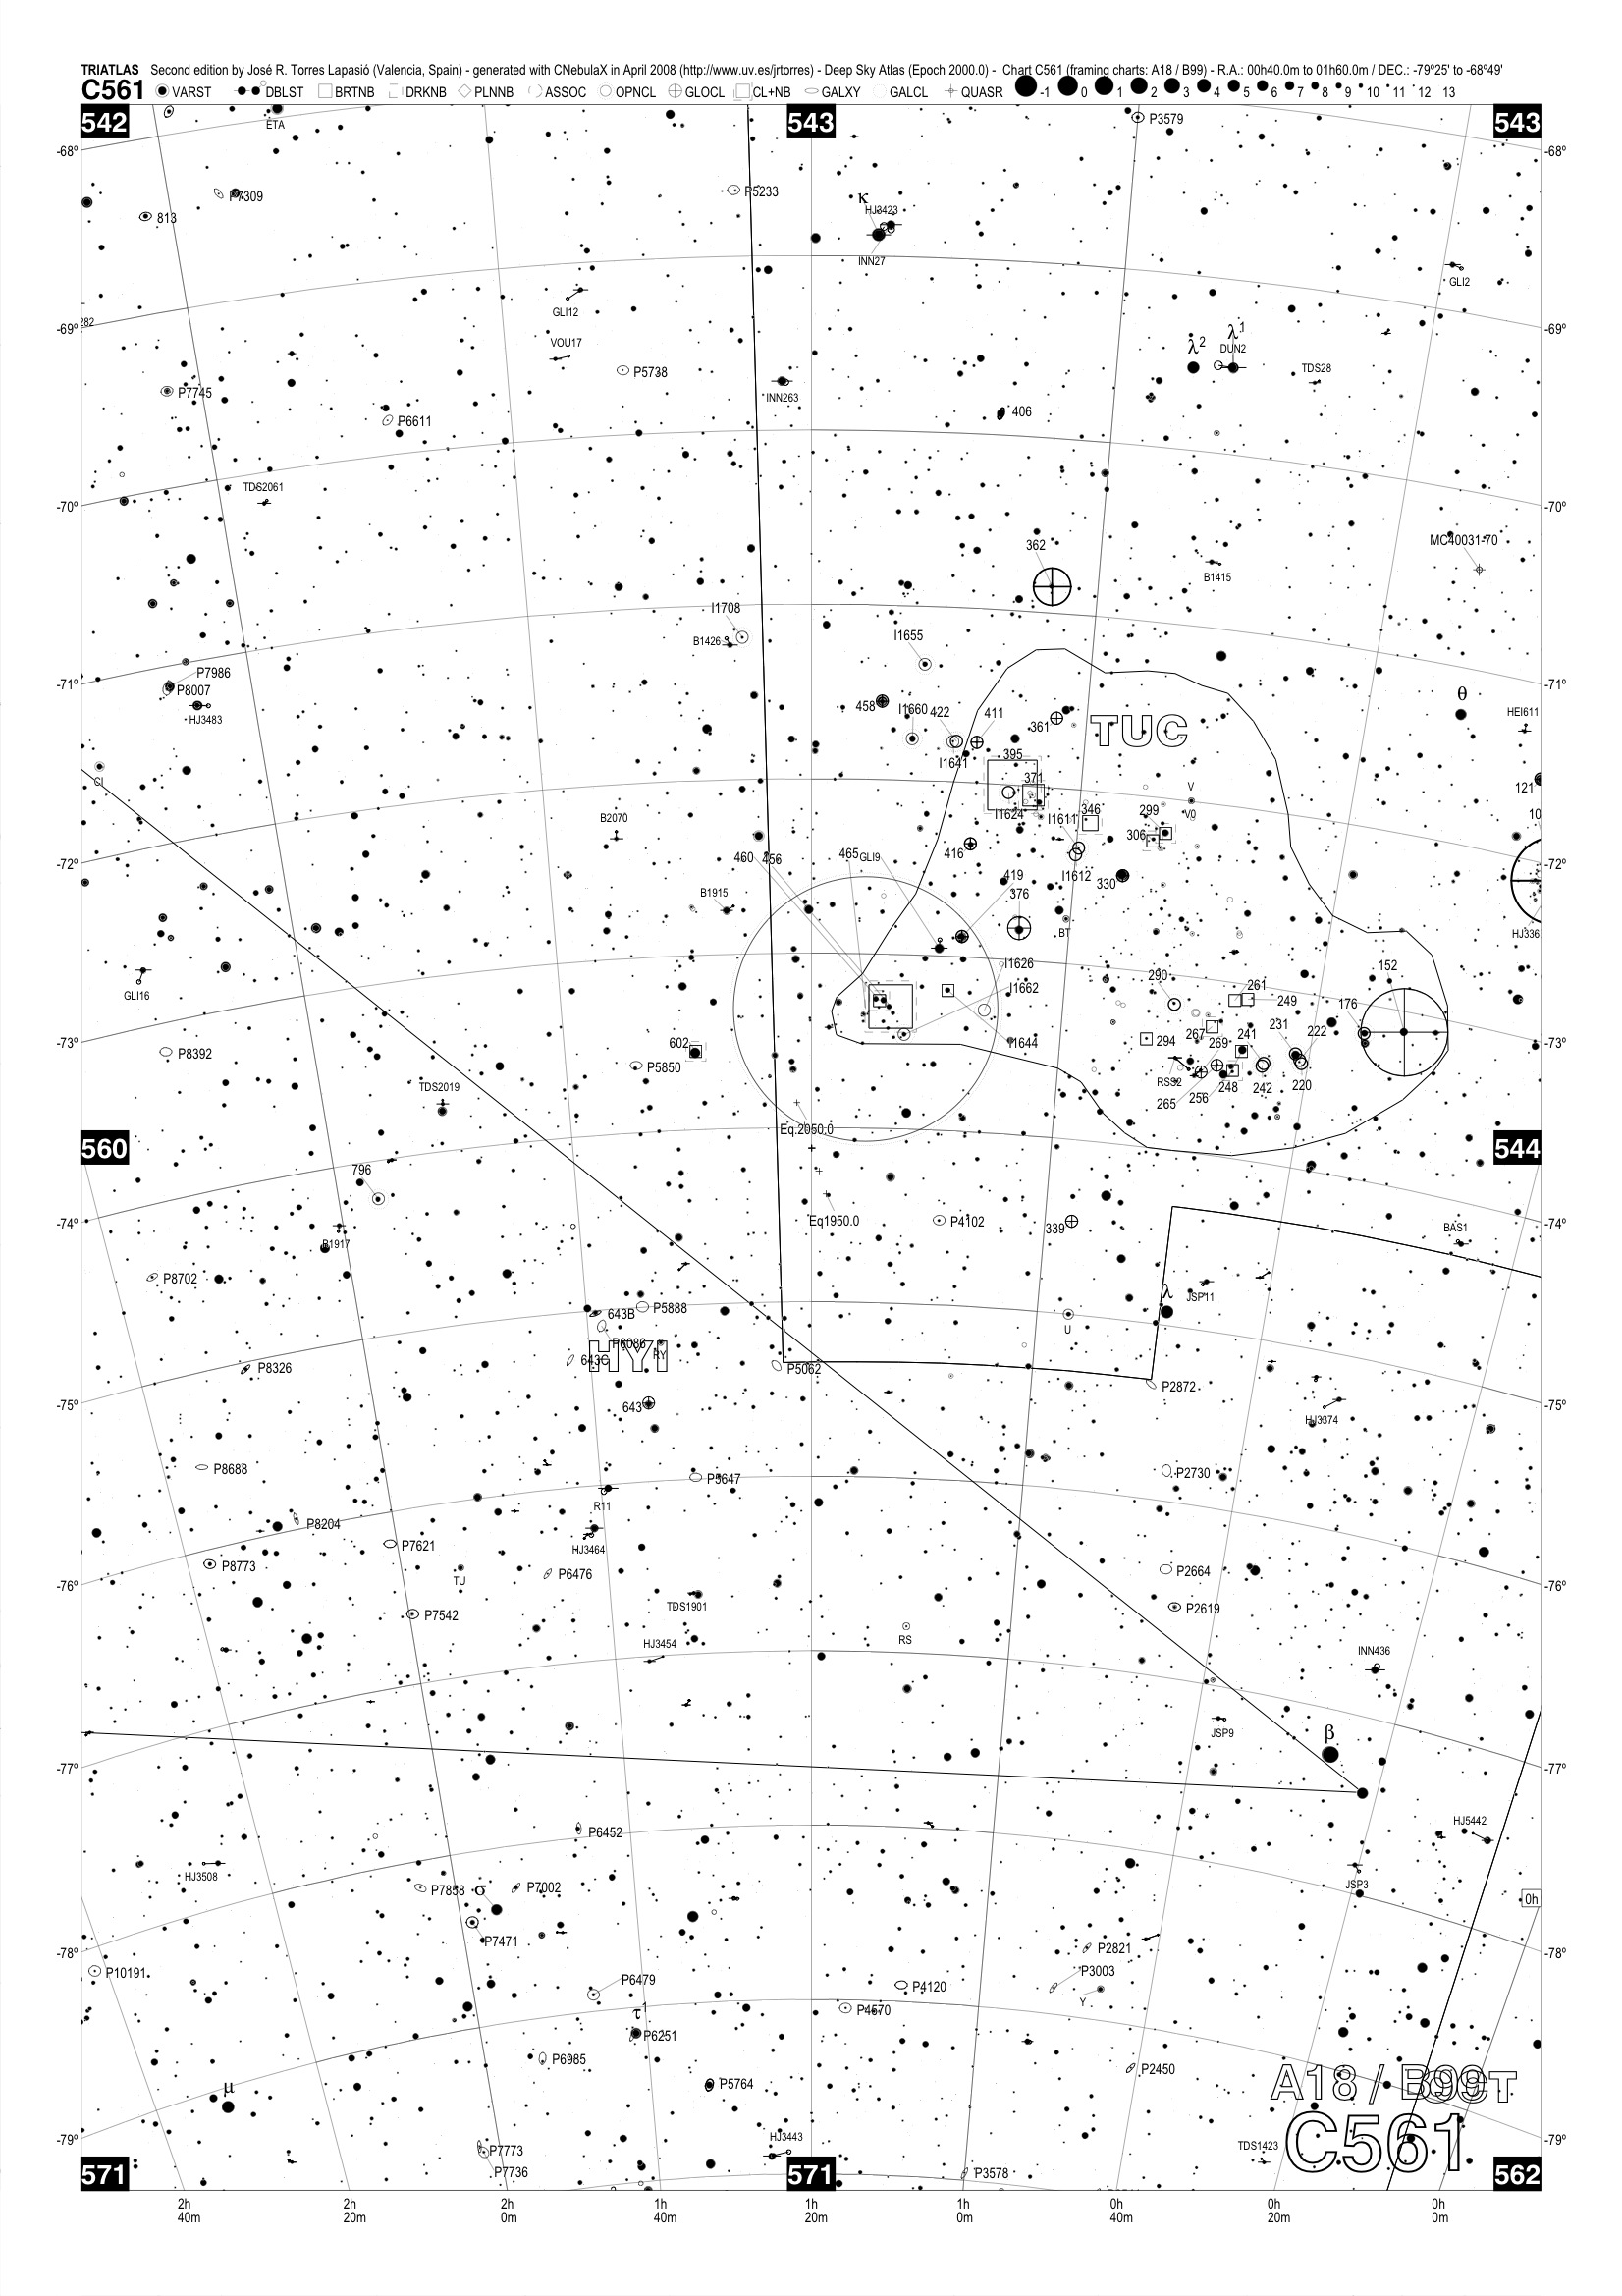 TRIATLAS Second edition by José R. Torres Lapasió (Valencia, Spain) - generated with CNebulaX in April 2008 (http://www.uv.es/jrtorres) - Deep Sky Atlas (Epoch 2000.0) - Chart C561 (framing charts: A18 / B99) - R.A.: 00h40.0m to 01h60.0m / DEC.: -79º25' to -68º49'
C561 VARST DBLST BRTNB DRKNB PLNNB ASSOC OPNCL GLOCL CL+NB GALXY GALCL QUASR -1 0 1 2 3 4 5 6 7 8 9 10 11 12 13
542 543 543
ETA P3579
-68º -68º
P7309 P5233
813 κ HJ3423
INN27
GLI2
GLI12
282
-69º -69º
VOU17 λ2 λ1
DUN2
P5738 TDS28
P7745 INN263
P6611 406
TDS2061
-70º -70º
362 MC40031-70
B1415
I1708
B1426 I1655
P7986
-71º -71º
P8007 θ
HJ3483 458 I1660 422 411 361 TUC HEI611
I1641 395
CI 371 V 121
I1624 346 299 V0 10
B2070 I1611 306
-72º -72º
460 456 465 GLI9 416 I1612
419 330
B1915 376
BT HJ3363
GLI16 I1626 290 261 152
I1662 249 176
267 231 222
-73º -73º
P8392 602 P5850 I1644 294 269 241
TDS2019 RS32 248 242 220
265 256
Eq.2050.0
560 544
796
Eq1950.0 P4102 339
-74º -74º
B1917 BAS1
P8702 λ JSP11
643B P5888 U
P6086
HYI RY
643C
P8326 P5062
P2872
-75º -75º
643 HJ3374
P8688 P5647 P2730
R11
P8204
P7621 HJ3464
P8773 P6476 P2664
-76º -76º
TU
P7542 TDS1901 P2619
HJ3454 RS
INN436
JSP9 β
-77º -77º
P6452 HJ5442
HJ3508 P7858 σ P7002 JSP3
0h
P7471
-78º P2821 -78º
P10191 P6479 P4120 P3003
P4670 Y
τ1
P6251
P6985 P2450
P5764 A18 / B99
μ OCT
C561
-79º HJ3443 TDS1423 -79º
P7773
P7736 P3578
571 571 562
2h 2h 2h 1h 1h 1h 0h 0h 0h
40m 20m 0m 40m 20m 0m 40m 20m 0m